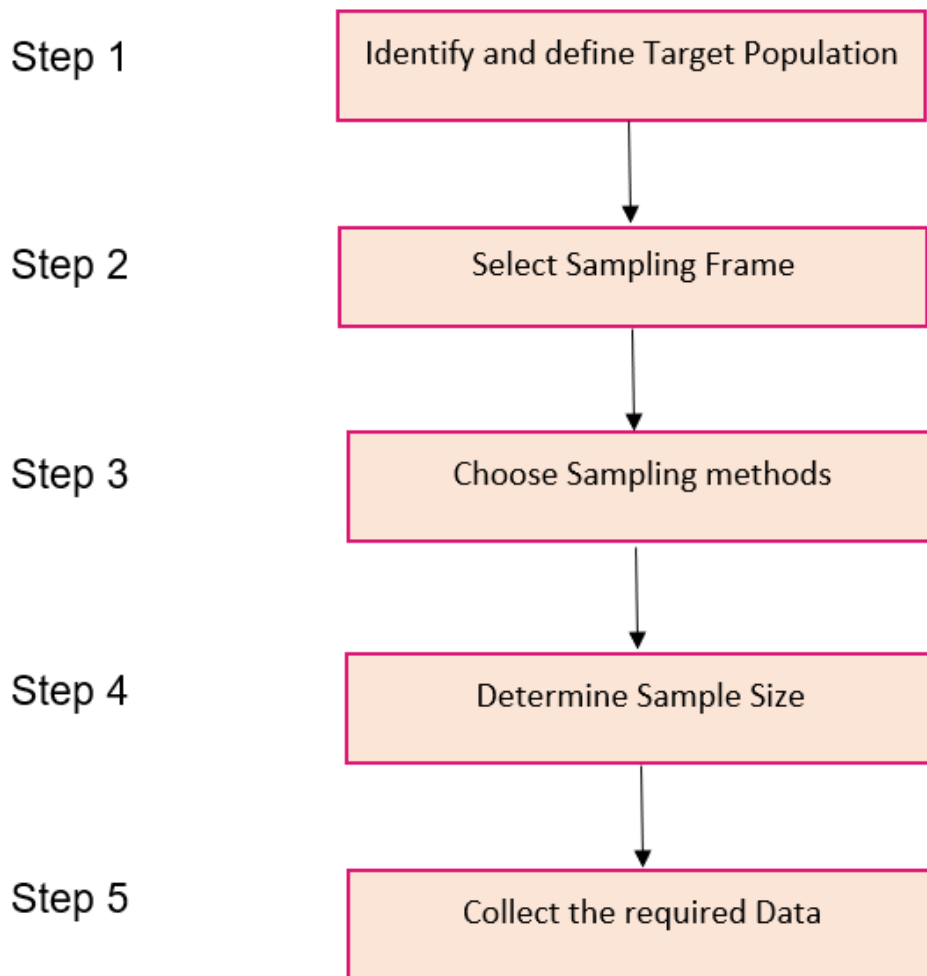 Step 1
Identify and define Target Population
Step 2
Select Sampling Frame
Step 3
Choose Sampling methods
Step 4
Determine Sample Size
Step 5
Collect the required Data